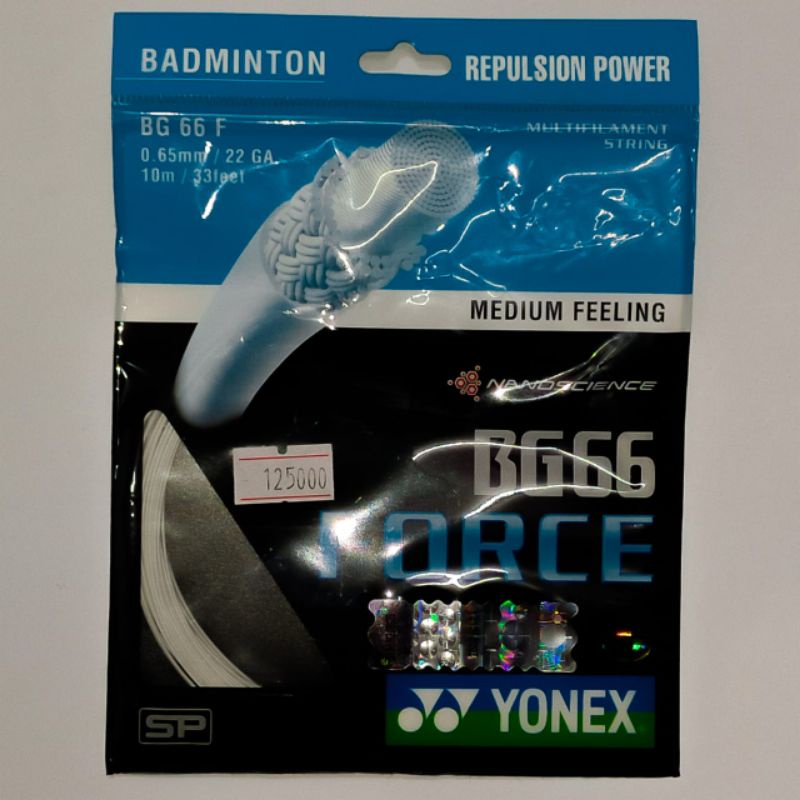 BADMINTON
REPULSION POWER
BG 66 F
0.65mm / 22 GA.
10m / 33feet
MULTIFILAMENT
STRING
MEDIUM FEELING
NANOSCIENCE
BG66
FORCE
125000
SP
YONEX